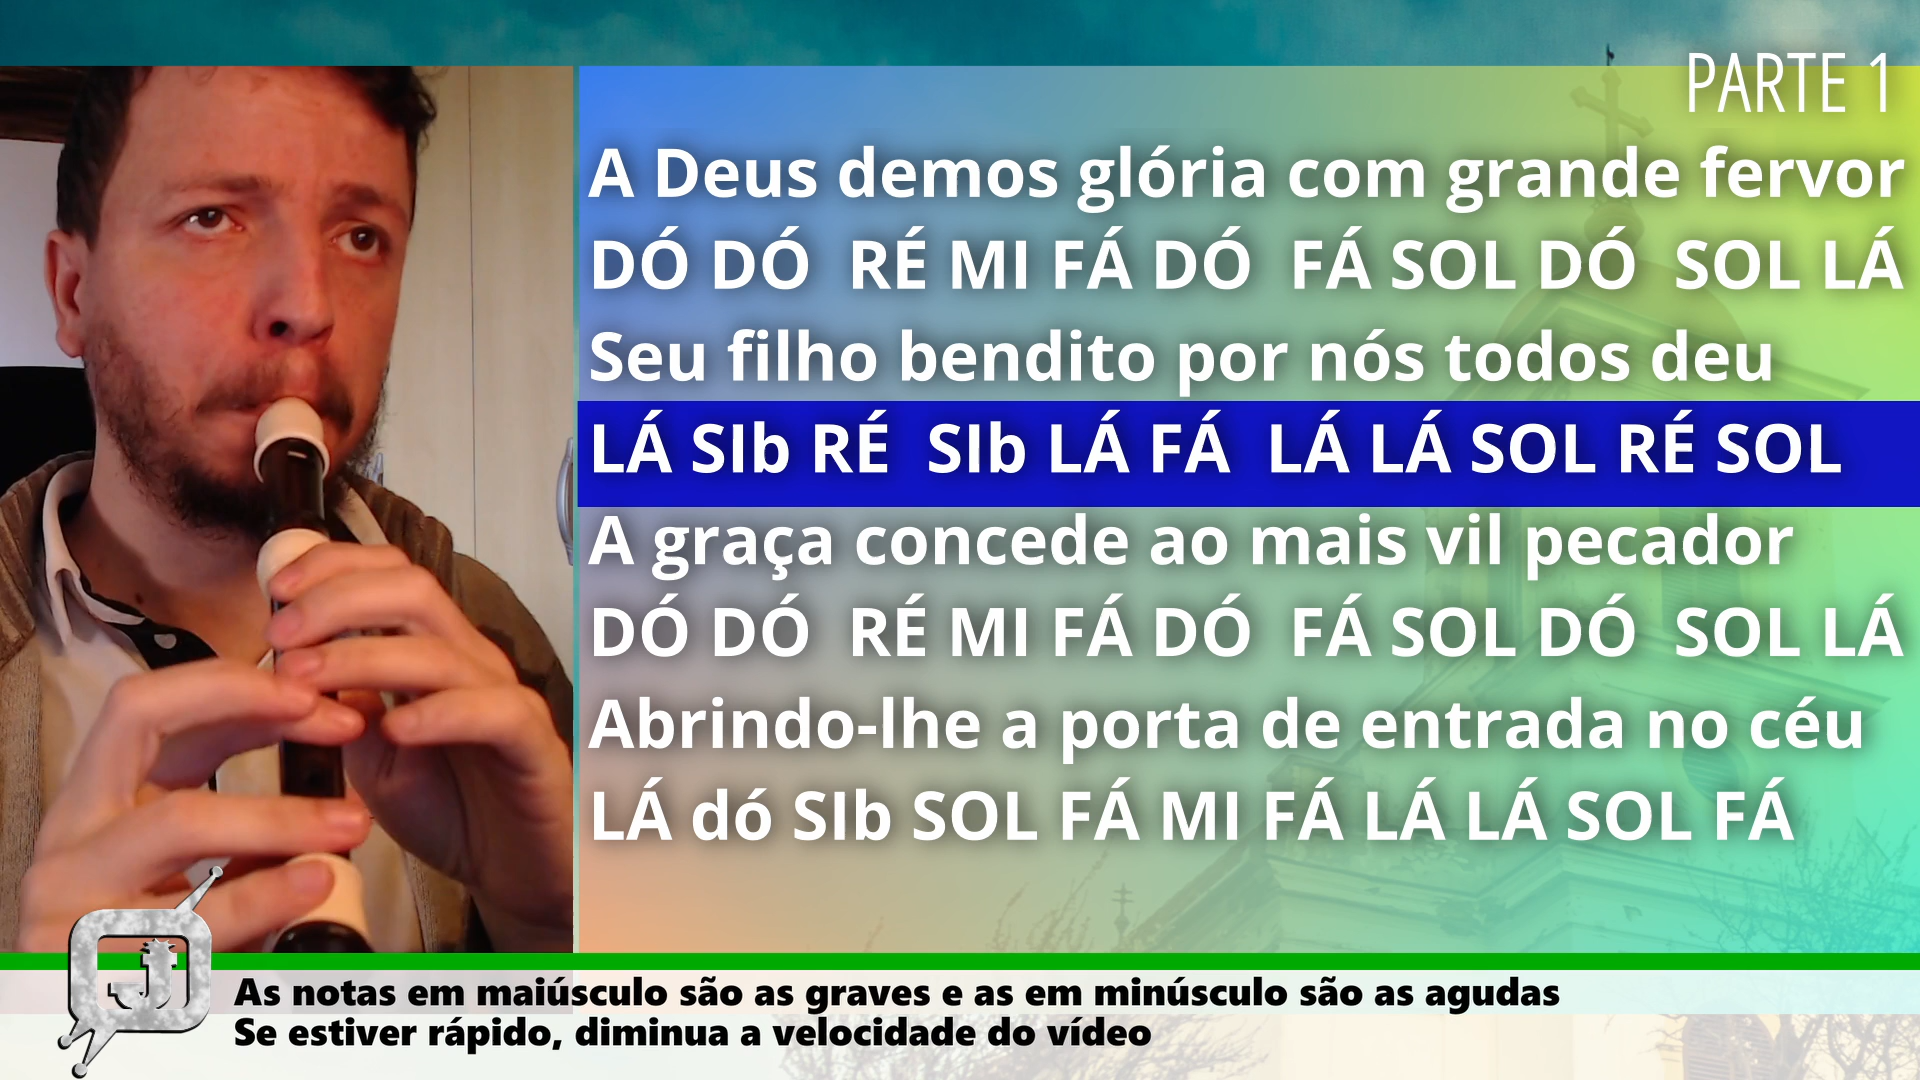 PARTE 1
A Deus demos glória com grande fervor
DÓ DÓ RÉ MI FÁ DÓ FÁ SOL DÓ SOL LÁ
Seu filho bendito por nós todos deu
LÁ SIb RÉ SIb LÁ FÁ LÁ LÁ SOL RÉ SOL
A graça concede ao mais vil pecador
DÓ DÓ RÉ MI FÁ DÓ FÁ SOL DÓ SOL LÁ
Abrindo-lhe a porta de entrada no céu
LÁ dó SIb SOL FÁ MI FÁ LÁ LÁ SOL FÁ
J
As notas em maiúsculo são as graves e as em minúsculo são as agudas
Se estiver rápido, diminua a velocidade do vídeo